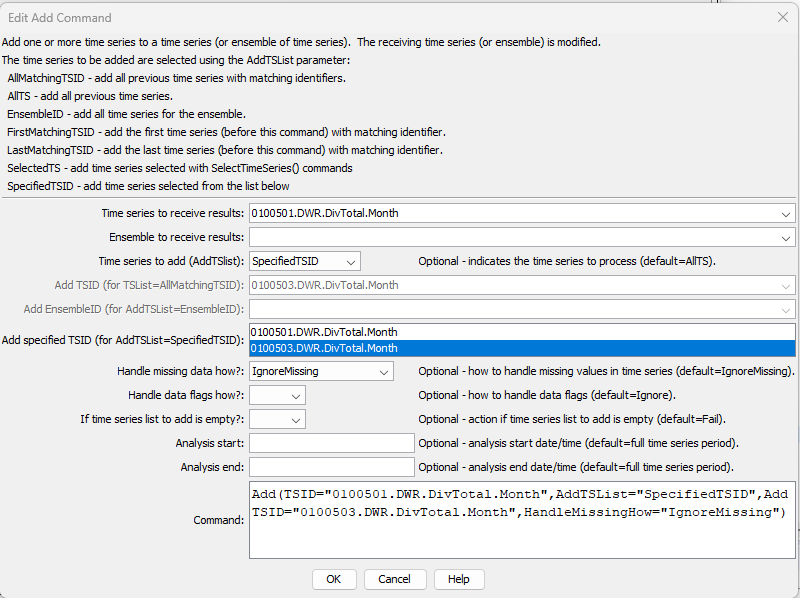 Edit Add Command
Add one or more time series to a time series (or ensemble of time series).  The receiving time series (or ensemble) is modified.
The time series to be added are selected using the AddTSList parameter:
AllMatchingTSID - add all previous time series with matching identifiers.
AllTS - add all previous time series.
EnsembleID - add all time series for the ensemble.
FirstMatchingTSID - add the first time series (before this command) with matching identifier.
LastMatchingTSID - add the last time series (before this command) with matching identifier.
SelectedTS - add time series selected with SelectTimeSeries() commands
SpecifiedTSID - add time series selected from the list below
Time series to receive results: 0100501.DWR.DivTotal.Month
Ensemble to receive results:
Time series to add (AddTSlist): SpecifiedTSID Optional - indicates the time series to process (default=AllTS).
Add TSID (for TSList=AllMatchingTSID): 0100503.DWR.DivTotal.Month
Add EnsembleID (for AddTSList=EnsembleID):
Add specified TSID (for AddTSList=SpecifiedTSID): 0100501.DWR.DivTotal.Month
0100503.DWR.DivTotal.Month
Handle missing data how?: IgnoreMissing Optional - how to handle missing values in time series (default=IgnoreMissing).
Handle data flags how?: Optional - how to handle data flags (default=Ignore).
If time series list to add is empty?: Optional - action if time series list to add is empty (default=Fail).
Analysis start: Optional - analysis start date/time (default=full time series period).
Analysis end: Optional - analysis end date/time (default=full time series period).
Command: Add(TSID="0100501.DWR.DivTotal.Month",AddTSList="SpecifiedTSID",Add
TSID="0100503.DWR.DivTotal.Month",HandleMissingHow="IgnoreMissing")
OK Cancel Help